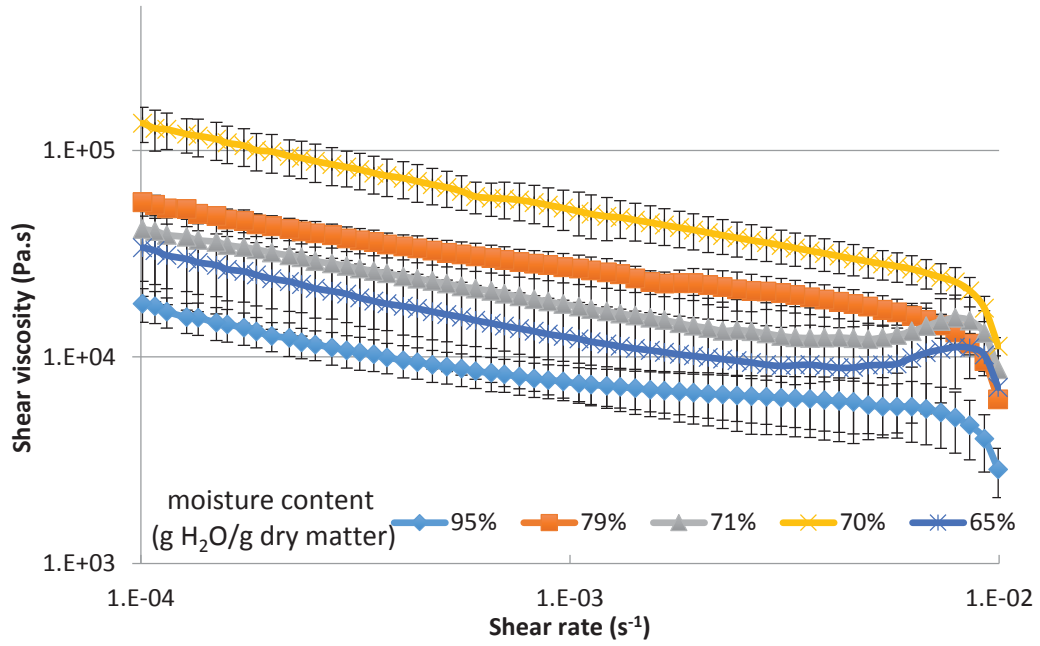 1.E+05
1.E+04
1.E+03
Shear viscosity (Pa.s)
moisture content
(g H₂O/g dry matter)
95% 79% 71% 70% 65%
1.E-04 1.E-03 1.E-02
Shear rate (s⁻¹)